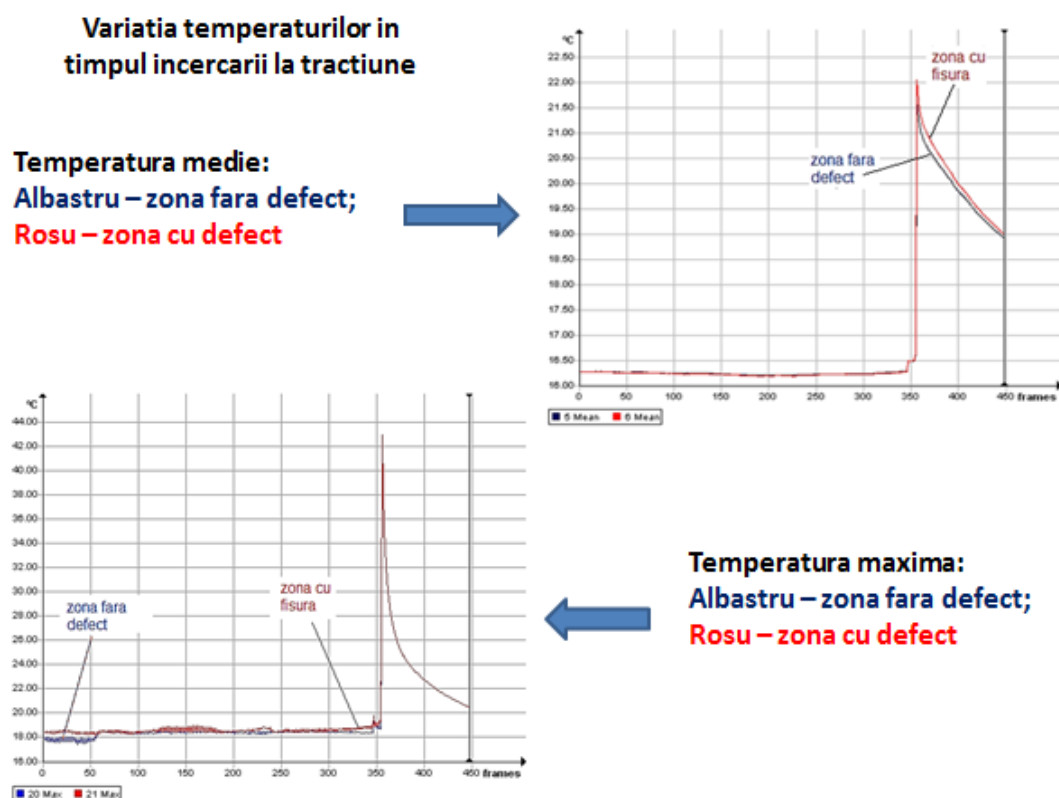 Variatia temperaturilor in
timpul incercarii la tractiune
Temperatura medie:
Albastru – zona fara defect;
Rosu – zona cu defect
°C
22.50
22.00
21.50
21.00
20.50
20.00
19.50
19.00
18.50
18.00
17.50
17.00
16.50
16.00
0
50
100
150
200
250
300
350
400
450
frames
zona cu
fisura
zona fara
defect
5 Mean
6 Mean
°C
44.00
42.00
40.00
38.00
36.00
34.00
32.00
30.00
28.00
26.00
24.00
22.00
20.00
18.00
16.00
zona fara
defect
zona cu
fisura
0
50
100
150
200
250
300
350
400
450
frames
20 Max
21 Max
Temperatura maxima:
Albastru – zona fara defect;
Rosu – zona cu defect